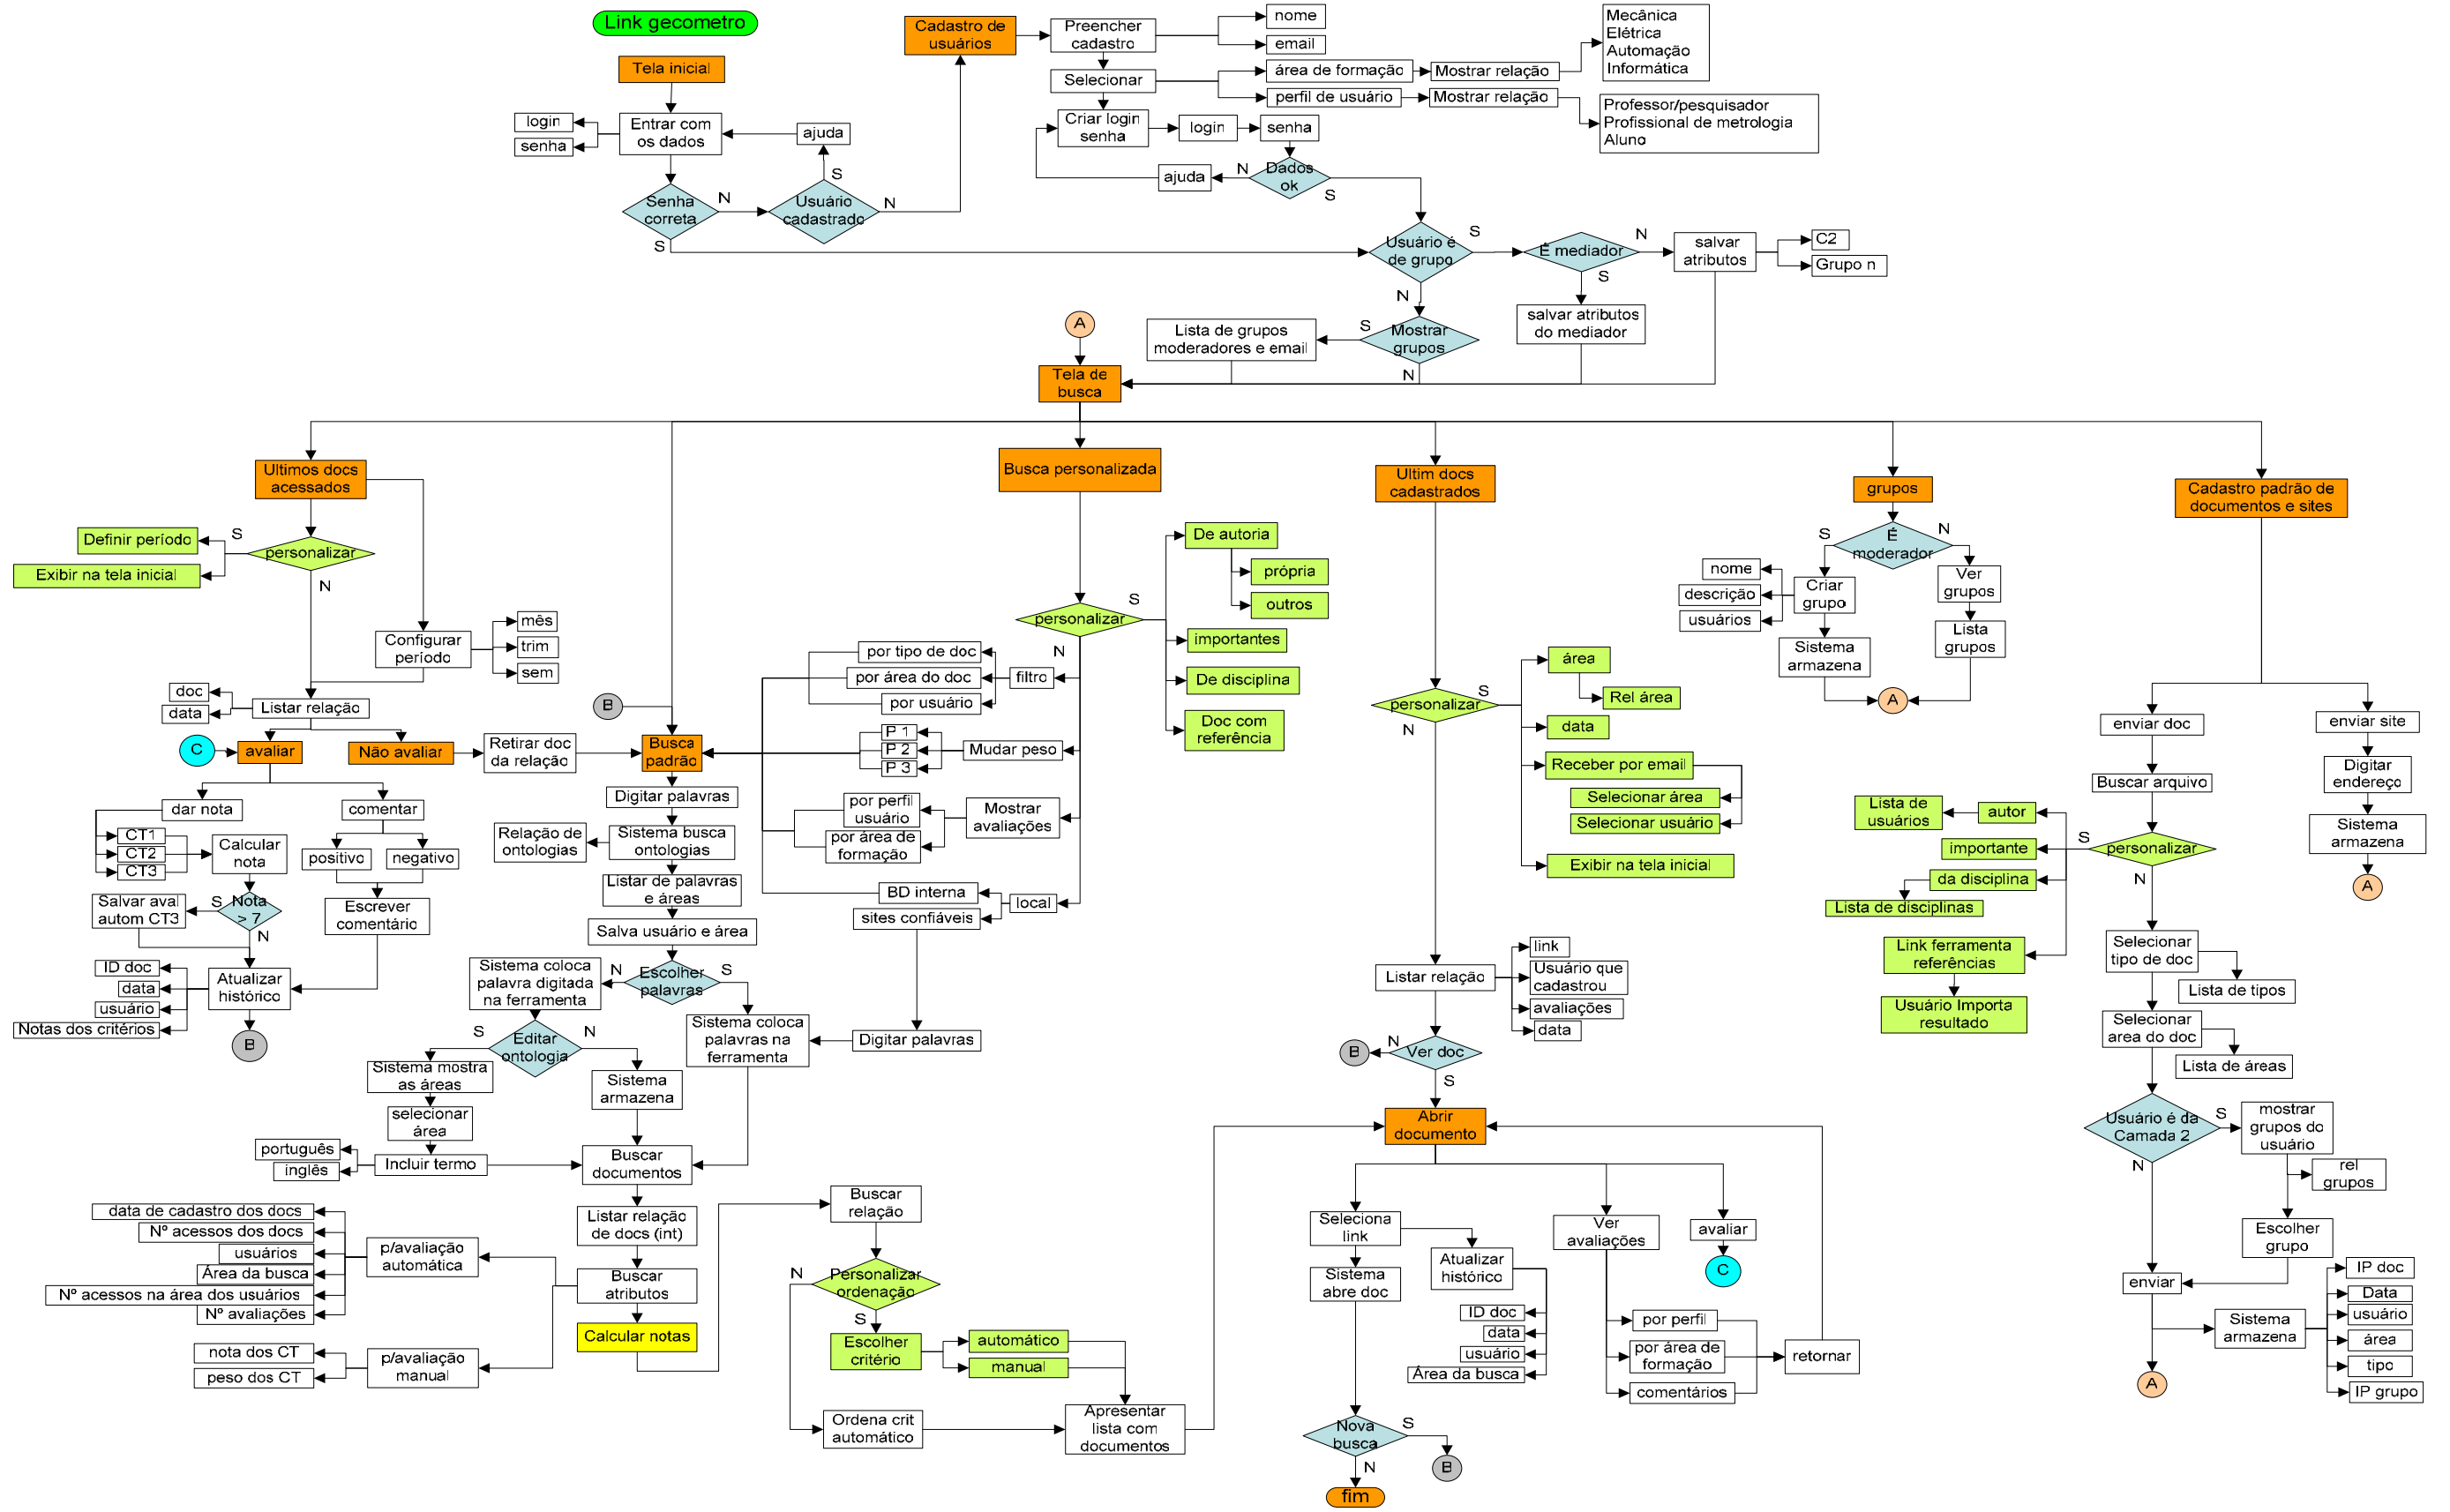 Link gecometro
Tela inicial
Entrar com
os dados
login
senha
ajuda
Senha
correta
N
S
Usuário
cadastrado
S
N
Cadastro de
usuários
Preencher
cadastro
nome
email
Selecionar
área de formação
Mostrar relação
Mecânica
Elétrica
Automação
Informática
perfil de usuário
Mostrar relação
Professor/pesquisador
Profissional de metrologia
Aluno
Criar login
senha
login
senha
Dados
ok
N
S
ajuda
Usuário é
de grupo
S
N
É mediador
N
S
salvar
atributos
C2
Grupo n
salvar atributos
do mediador
Mostrar
grupos
S
N
Lista de grupos
moderadores e email
A
Tela de
busca
Ultimos docs
acessados
personalizar
S
N
Definir período
Exibir na tela inicial
Configurar
período
mês
trim
sem
Listar relação
doc
data
C
avaliar
Não avaliar
Retirar doc
da relação
dar nota
CT1
CT2
CT3
Calcular
nota
Nota
> 7
S
N
Salvar aval
autom CT3
comentar
positivo
negativo
Escrever
comentário
Atualizar
histórico
ID doc
data
usuário
Notas dos critérios
B
B
Busca
padrão
Digitar palavras
Sistema busca
ontologias
Relação de
ontologias
Listar de palavras
e áreas
Salva usuário e área
Escolher
palavras
N
S
Sistema coloca
palavra digitada
na ferramenta
Sistema coloca
palavras na
ferramenta
Editar
ontologia
S
N
Sistema mostra
as áreas
selecionar
área
Incluir termo
português
inglês
Sistema
armazena
Buscar
documentos
Listar relação
de docs (int)
Buscar
atributos
Calcular notas
p/avaliação
automática
data de cadastro dos docs
Nº acessos dos docs
usuários
Área da busca
Nº acessos na área dos usuários
Nº avaliações
p/avaliação
manual
nota dos CT
peso dos CT
Busca personalizada
personalizar
S
N
De autoria
própria
outros
importantes
De disciplina
Doc com
referência
filtro
por tipo de doc
por área do doc
por usuário
Mudar peso
P 1
P 2
P 3
Mostrar
avaliações
por perfil
usuário
por área de
formação
local
BD interna
sites confiáveis
Digitar palavras
Buscar
relação
Personalizar
ordenação
N
S
Escolher
critério
automático
manual
Ordena crit
automático
Apresentar
lista com
documentos
Ultim docs
cadastrados
personalizar
S
N
área
Rel área
data
Receber por email
Selecionar área
Selecionar usuário
Exibir na tela inicial
Listar relação
link
Usuário que
cadastrou
avaliações
data
Ver doc
N
S
B
Abrir
documento
Seleciona
link
Sistema
abre doc
Atualizar
histórico
ID doc
data
usuário
Área da busca
Ver
avaliações
por perfil
por área de
formação
comentários
retornar
avaliar
C
Nova
busca
S
N
B
fim
grupos
É
moderador
S
N
Criar
grupo
nome
descrição
usuários
Sistema
armazena
Ver
grupos
Lista
grupos
A
Cadastro padrão de
documentos e sites
enviar doc
Buscar arquivo
personalizar
S
N
autor
Lista de
usuários
importante
da disciplina
Lista de disciplinas
Link ferramenta
referências
Usuário Importa
resultado
Selecionar
tipo de doc
Lista de tipos
Selecionar
area do doc
Lista de áreas
Usuário é da
Camada 2
S
N
mostrar
grupos do
usuário
rel
grupos
Escolher
grupo
enviar
Sistema
armazena
IP doc
Data
usuário
área
tipo
IP grupo
A
enviar site
Digitar
endereço
Sistema
armazena
A